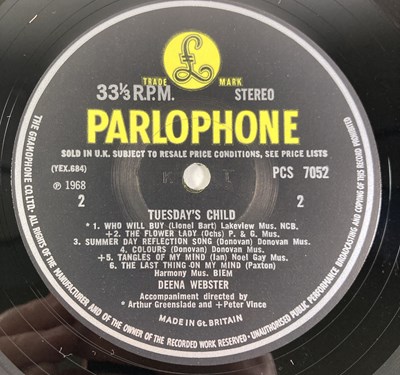 £
TRADE MARK
33⅓ R.P.M. STEREO
PARLOPHONE
SOLD IN U.K. SUBJECT TO RESALE PRICE CONDITIONS, SEE PRICE LISTS
(YEX.684) PCS 7052
℗ 1968
2 2
TUESDAY'S CHILD
* 1. WHO WILL BUY (Lionel Bart) Lakeview Mus. NCB.
+2. THE FLOWER LADY (Ochs) P. & G. Mus.
3. SUMMER DAY REFLECTION SONG (Donovan) Donovan Mus.
4. COLOURS (Donovan) Donovan Mus.
+5. TANGLES OF MY MIND (Ian) Noel Gay Mus.
6. THE LAST THING ON MY MIND (Paxton)
Harmony Mus. BIEM
DEENA WEBSTER
Accompaniment directed by
* Arthur Greenslade and +Peter Vince
MADE IN GT. BRITAIN
THE GRAMOPHONE CO. LTD. ALL RIGHTS OF THE MANUFACTURER AND OF THE OWNER OF THE RECORDED WORK RESERVED. UNAUTHORISED PUBLIC PERFORMANCE BROADCASTING AND COPYING OF THIS RECORD PROHIBITED